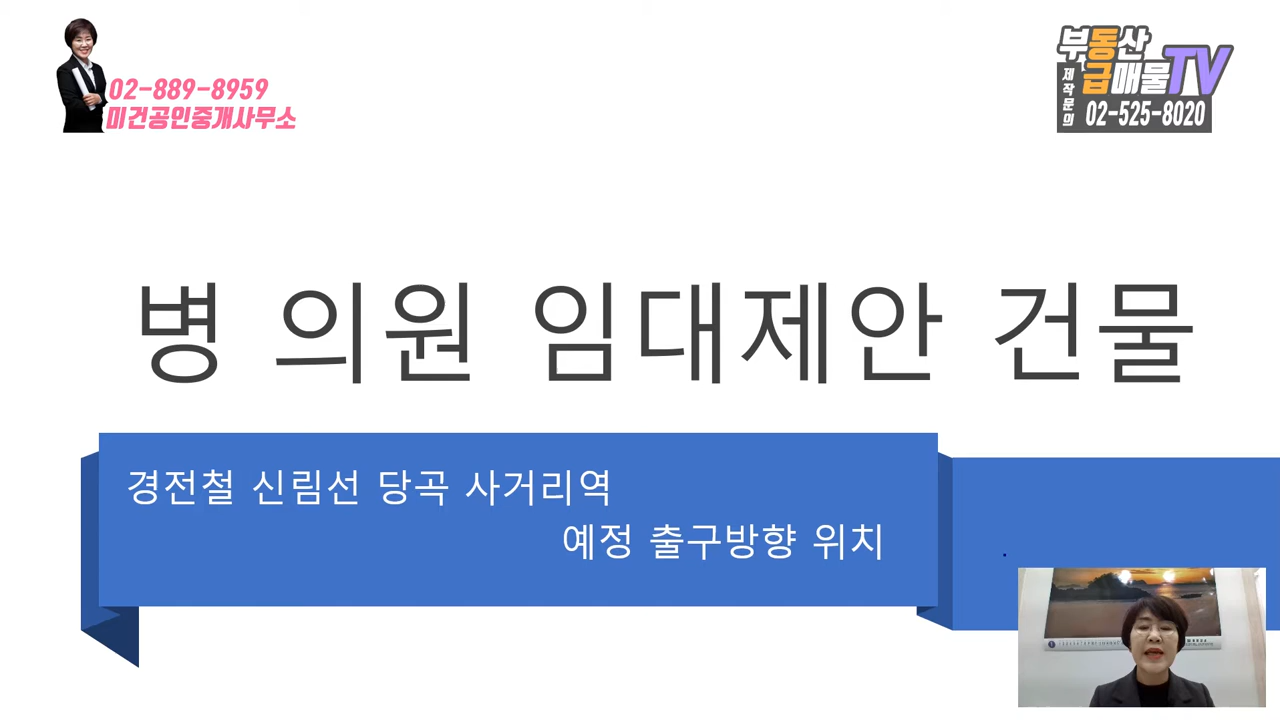 02-889-8959
미건공인중개사무소
부동산
급매물TV
제작문의
02-525-8020
병 의원 임대제안 건물
경전철 신림선 당곡 사거리역
예정 출구방향 위치